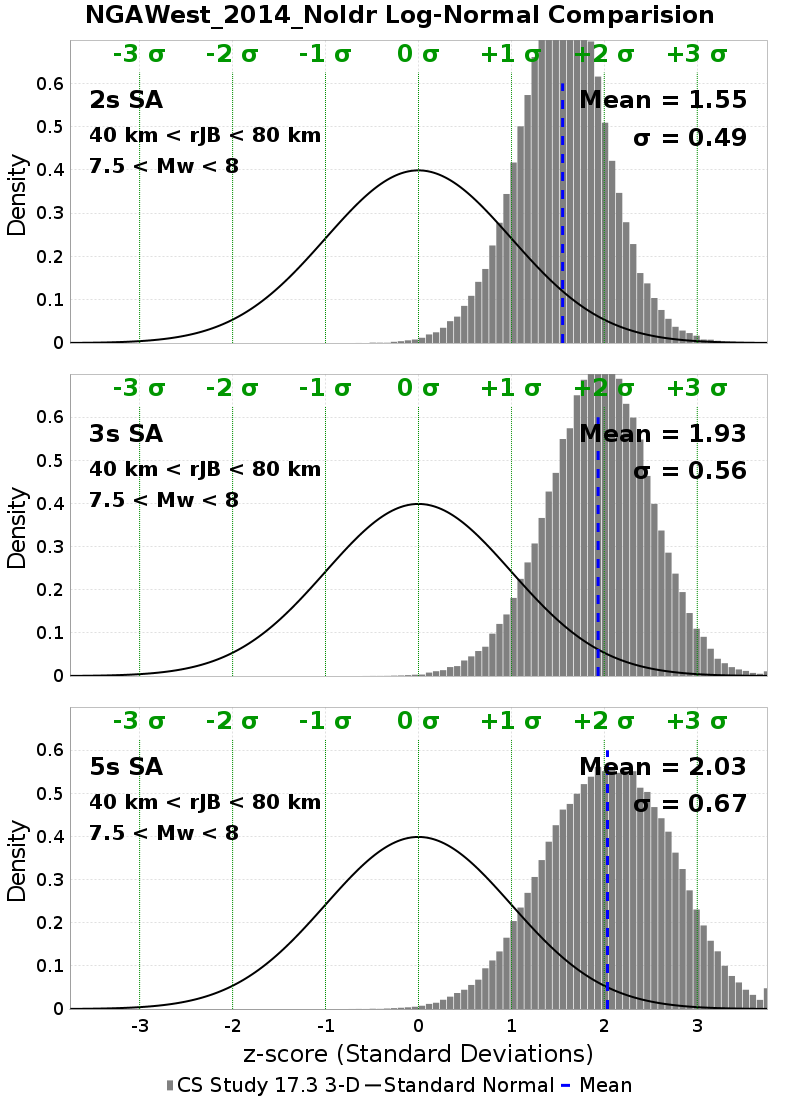 NGAWest_2014_NoIdr Log-Normal Comparision
-3 σ -2 σ -1 σ 0 σ +1 σ +2 σ +3 σ
2s SA
Mean = 1.55
40 km < rJB < 80 km
σ = 0.49
7.5 < Mw < 8
Density
0.6
0.5
0.4
0.3
0.2
0.1
0
-3 σ -2 σ -1 σ 0 σ +1 σ +2 σ +3 σ
3s SA
Mean = 1.93
40 km < rJB < 80 km
σ = 0.56
7.5 < Mw < 8
Density
0.6
0.5
0.4
0.3
0.2
0.1
0
-3 σ -2 σ -1 σ 0 σ +1 σ +2 σ +3 σ
5s SA
Mean = 2.03
40 km < rJB < 80 km
σ = 0.67
7.5 < Mw < 8
Density
0.6
0.5
0.4
0.3
0.2
0.1
0
-3 -2 -1 0 1 2 3
z-score (Standard Deviations)
CS Study 17.3 3-D Standard Normal Mean